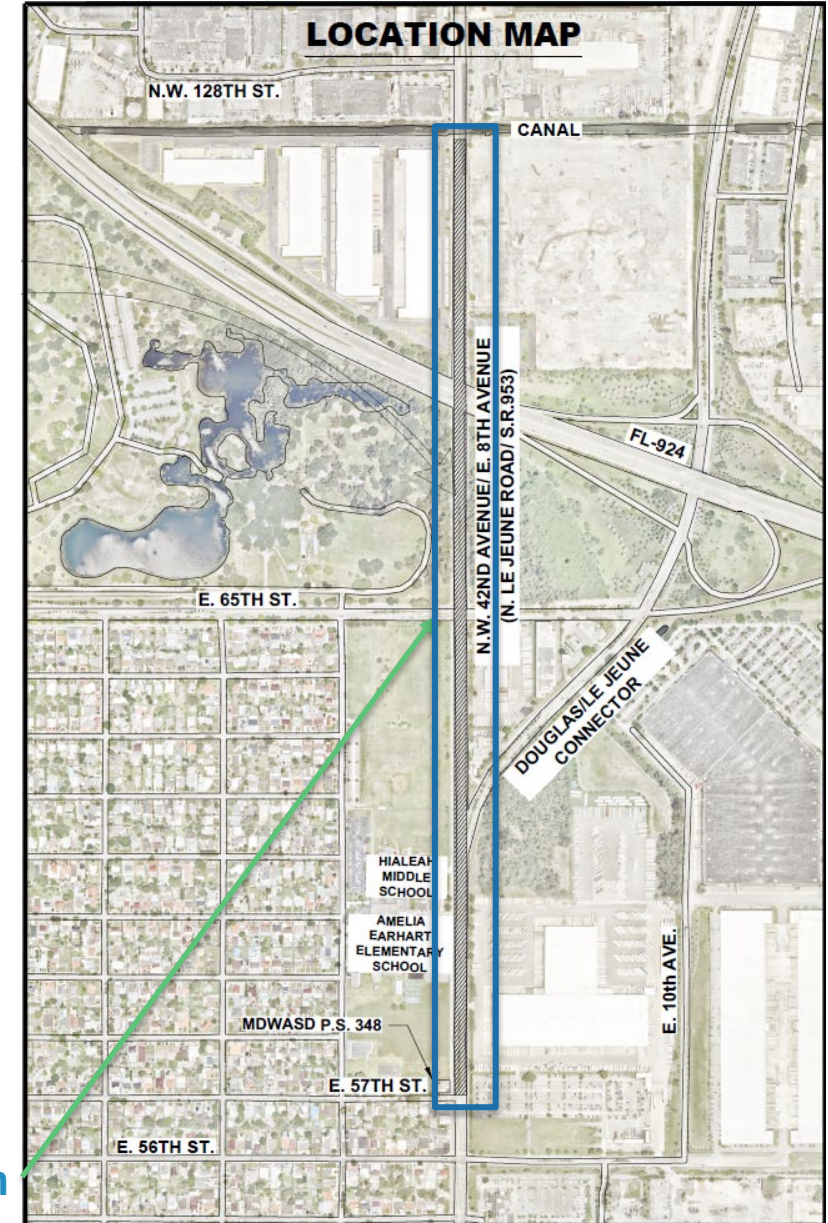 LOCATION MAP
N.W. 128TH ST.
CANAL
N.W. 42ND AVENUE/ E. 8TH AVENUE
(N. LE JEUNE ROAD/ S.R.953)
FL-924
E. 65TH ST.
DOUGLAS/LE JEUNE
CONNECTOR
HIALEAH
MIDDLE
SCHOOL
AMELIA
EARHART
ELEMENTARY
SCHOOL
E. 10th AVE.
MDWASD P.S. 348
E. 57TH ST.
E. 56TH ST.